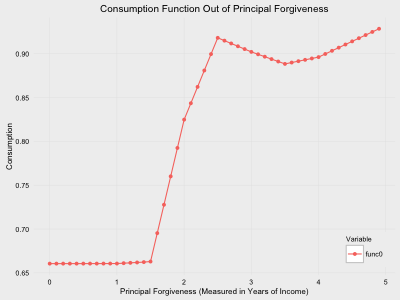 Consumption Function Out of Principal Forgiveness
Consumption
0.90
0.85
0.80
0.75
0.70
0.65
0
1
2
3
4
5
Principal Forgiveness (Measured in Years of Income)
Variable
func0